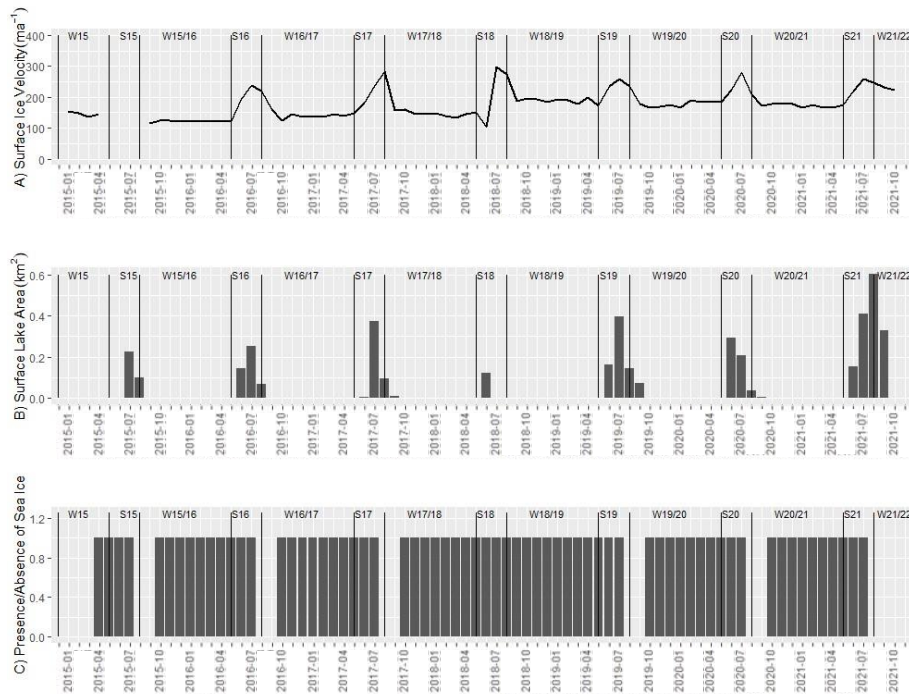 A) Surface Ice Velocity (ma⁻¹)
400
300
200
100
0
W15 S15 W15/16 S16 W16/17 S17 W17/18 S18 W18/19 S19 W19/20 S20 W20/21 S21 W21/22
2015-01 2015-04 2015-07 2015-10 2016-01 2016-04 2016-07 2016-10 2017-01 2017-04 2017-07 2017-10 2018-01 2018-04 2018-07 2018-10 2019-01 2019-04 2019-07 2019-10 2020-01 2020-04 2020-07 2020-10 2021-01 2021-04 2021-07 2021-10
B) Surface Lake Area (km²)
0.6
0.4
0.2
0.0
W15 S15 W15/16 S16 W16/17 S17 W17/18 S18 W18/19 S19 W19/20 S20 W20/21 S21 W21/22
2015-01 2015-04 2015-07 2015-10 2016-01 2016-04 2016-07 2016-10 2017-01 2017-04 2017-07 2017-10 2018-01 2018-04 2018-07 2018-10 2019-01 2019-04 2019-07 2019-10 2020-01 2020-04 2020-07 2020-10 2021-01 2021-04 2021-07 2021-10
C) Presence/Absence of Sea Ice
1.2
0.8
0.4
0.0
W15 S15 W15/16 S16 W16/17 S17 W17/18 S18 W18/19 S19 W19/20 S20 W20/21 S21 W21/22
2015-01 2015-04 2015-07 2015-10 2016-01 2016-04 2016-07 2016-10 2017-01 2017-04 2017-07 2017-10 2018-01 2018-04 2018-07 2018-10 2019-01 2019-04 2019-07 2019-10 2020-01 2020-04 2020-07 2020-10 2021-01 2021-04 2021-07 2021-10